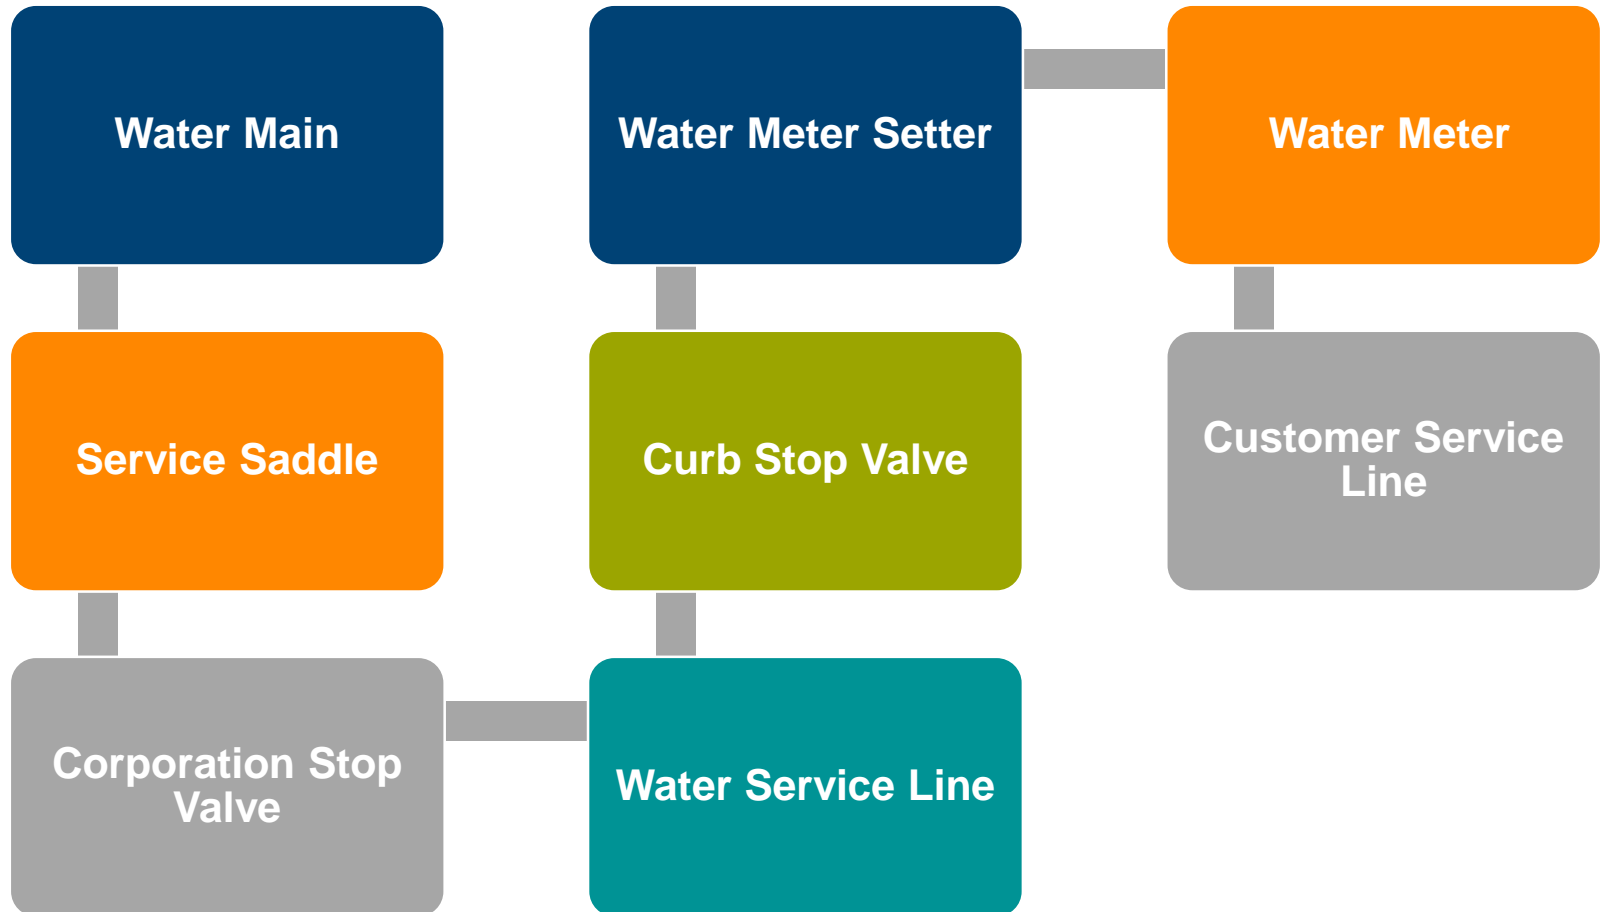 Water Main
Service Saddle
Corporation Stop
Valve
Water Service Line
Curb Stop Valve
Water Meter Setter
Water Meter
Customer Service
Line